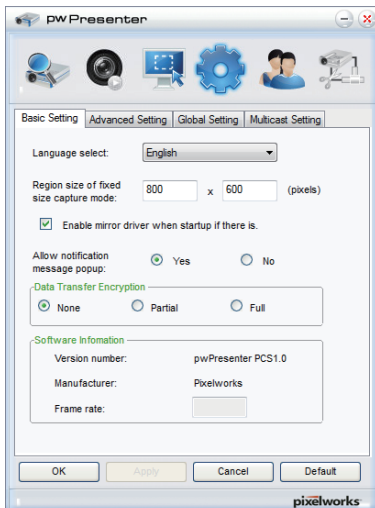 pwPresenter
Basic Setting Advanced Setting Global Setting Multicast Setting
Language select: English
Region size of fixed
size capture mode: 800 x 600 (pixels)
Enable mirror driver when startup if there is.
Allow notification
message popup: Yes No
Data Transfer Encryption
None Partial Full
Software Infomation
Version number: pwPresenter PCS1.0
Manufacturer: Pixelworks
Frame rate:
OK Apply Cancel Default
pixelworks